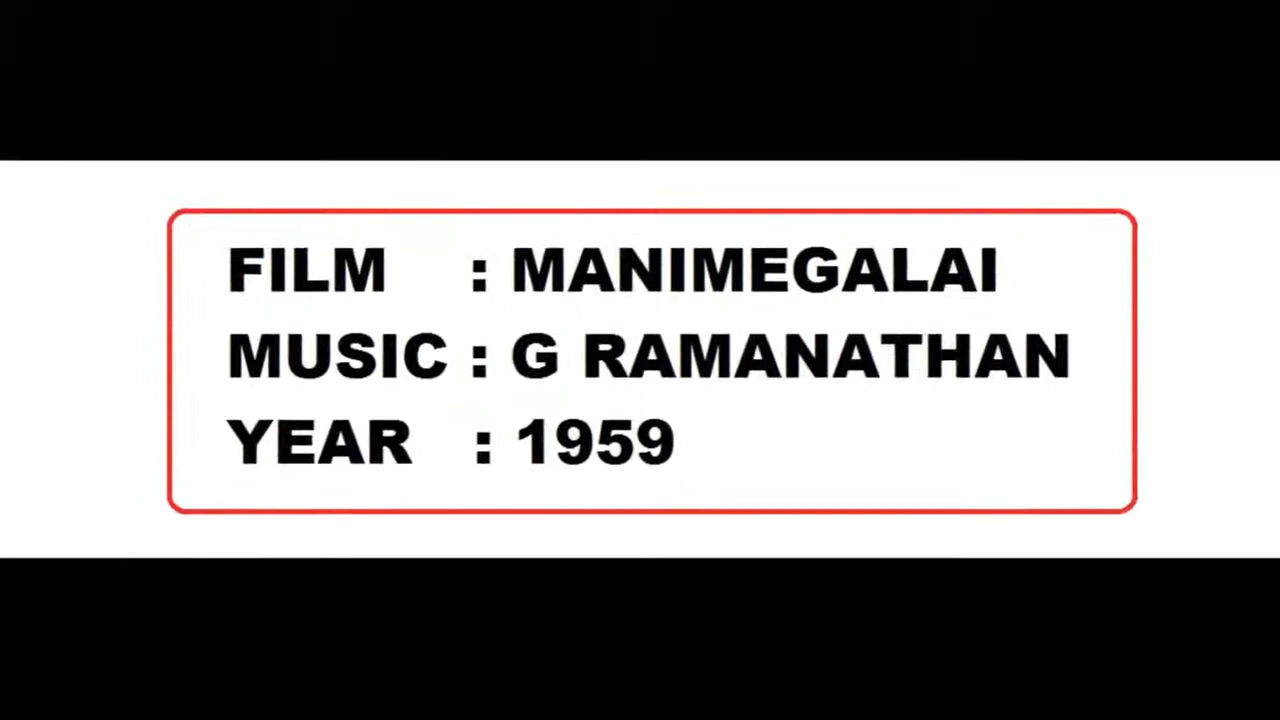 FILM : MANIMEGALAI
MUSIC : G RAMANATHAN
YEAR : 1959